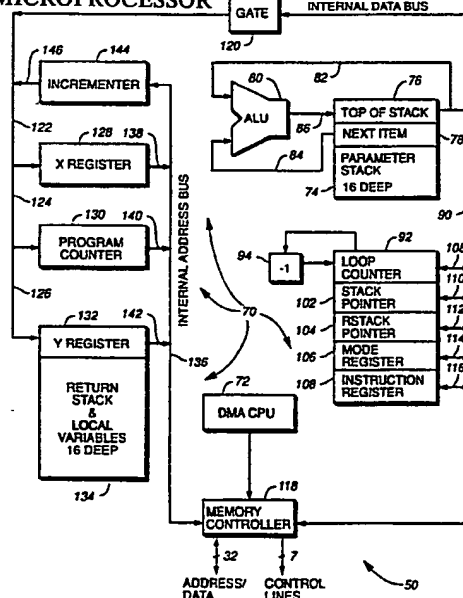 MICROPROCESSOR
GATE
120
INTERNAL DATA BUS
146
144
INCREMENTER
122
128
138
X REGISTER
124
130
140
PROGRAM
COUNTER
126
132
142
Y REGISTER
RETURN
STACK
&
LOCAL
VARIABLES
16 DEEP
134
INTERNAL ADDRESS BUS
136
80
82
ALU
86
84
76
TOP OF STACK
78
NEXT ITEM
PARAMETER
STACK
16 DEEP
74
90
94
-1
92
LOOP
COUNTER
108
STACK
POINTER
102
110
RSTACK
POINTER
104
112
MODE
REGISTER
106
114
INSTRUCTION
REGISTER
108
116
70
72
DMA CPU
118
MEMORY
CONTROLLER
32
7
ADDRESS/
DATA
CONTROL
LINES
50